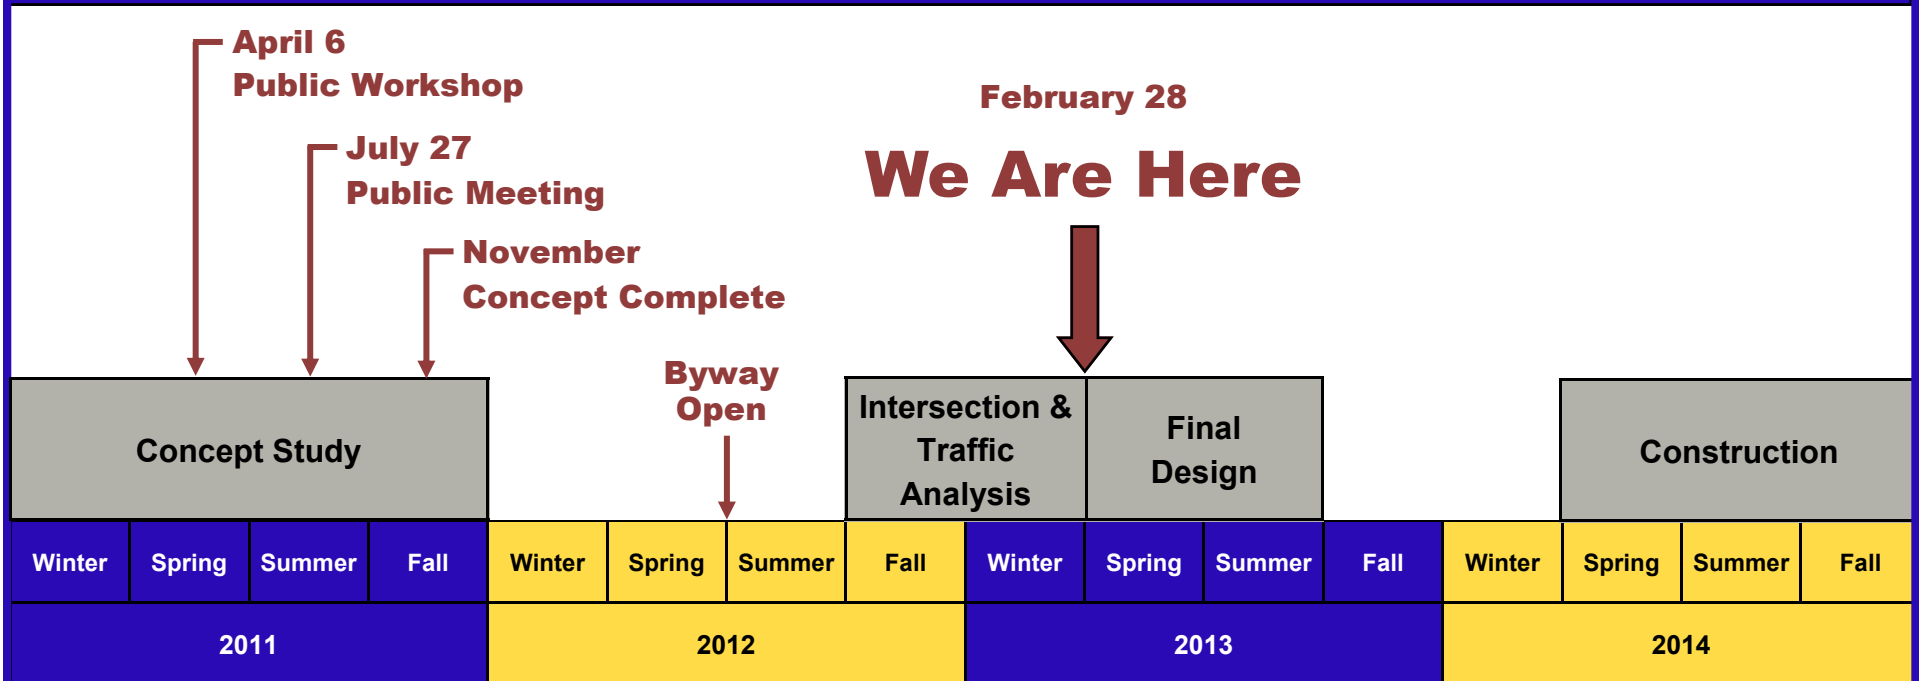 April 6
Public Workshop
July 27
Public Meeting
November
Concept Complete
February 28
We Are Here
Byway
Open
Concept Study
Intersection &
Traffic
Analysis
Final
Design
Construction
Winter Spring Summer Fall Winter Spring Summer Fall Winter Spring Summer Fall Winter Spring Summer Fall
2011 2012 2013 2014